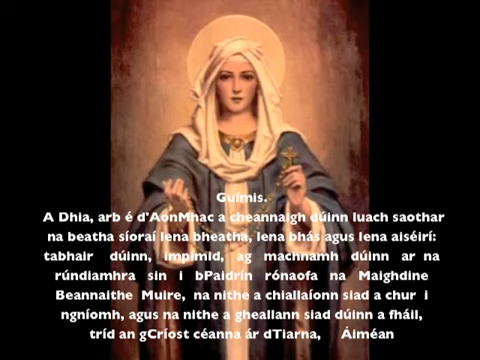 Guímis.
A Dhia, arb é d'AonMhac a cheannaigh dúinn luach saothar
na beatha síoraí lena bheatha, lena bhás agus lena aiséirí:
tabhair dúinn, impímid, ag machnamh dúinn ar na
rúndiamhra sin i bPaidrín rónaofa na Maighdine
Beannaithe Muire, na nithe a chiallaíonn siad a chur i
ngníomh, agus na nithe a gheallann siad dúinn a fháil,
tríd an gCríost céanna ár dTiarna, Áiméan